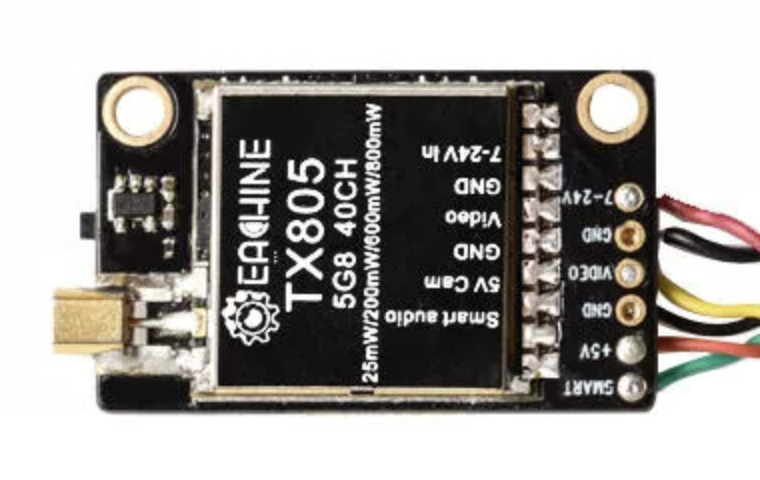 EACHINE
TX805
5G8 40CH
25mW/200mW/600mW/800mW
7-24V In
GND
Video
GND
5V Cam
Smart audio
7-24V
GND
VIDEO
GND
+5V
SMART